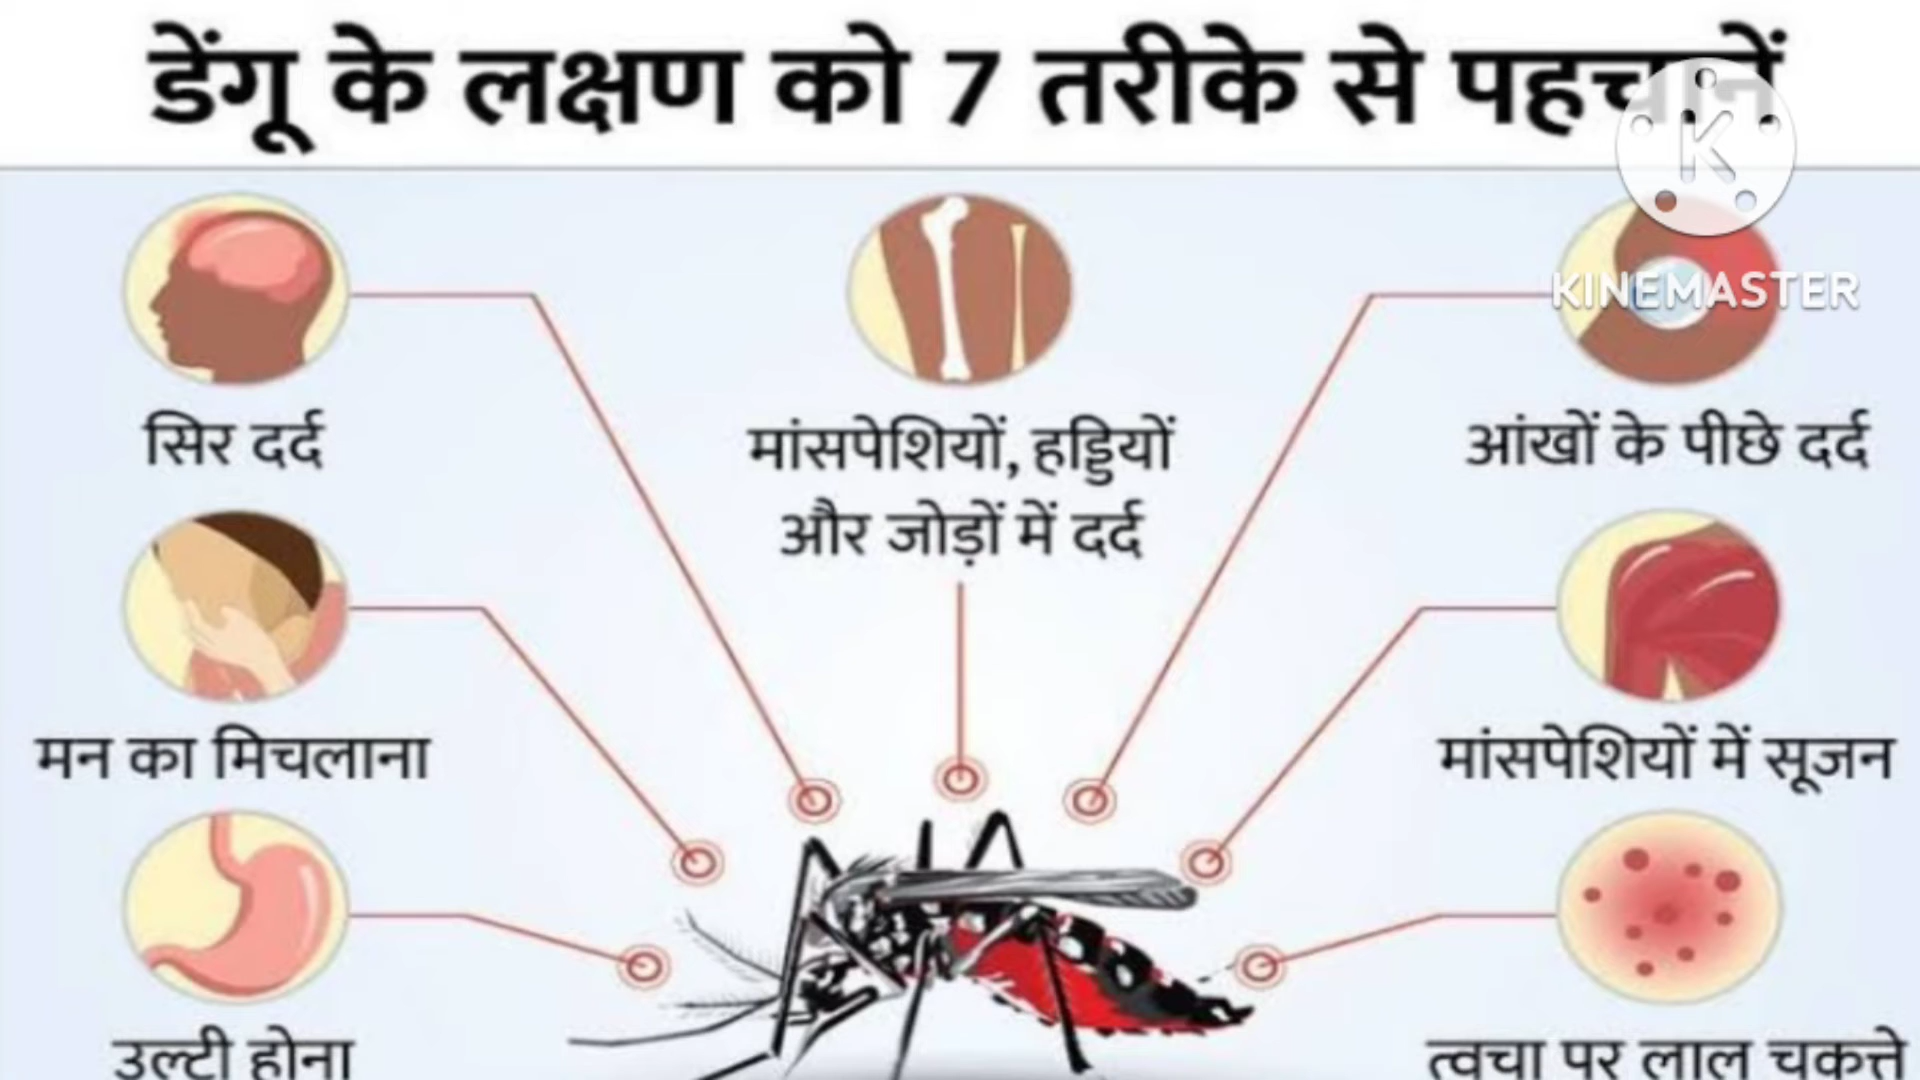 डेंगू के लक्षण को 7 तरीके से पहचानें
K
KINEMASTER
सिर दर्द
मांसपेशियों, हड्डियों
और जोड़ों में दर्द
आंखों के पीछे दर्द
मन का मिचलाना
मांसपेशियों में सूजन
उल्टी होना
त्वचा पर लाल चकत्ते